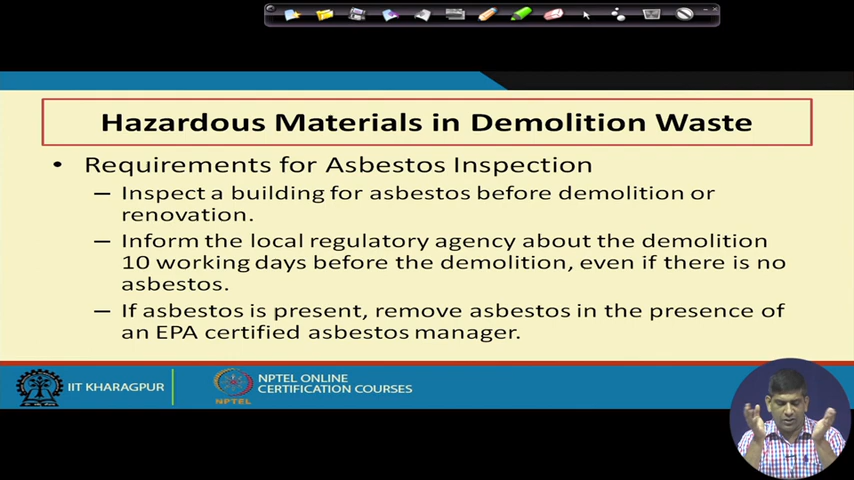 Hazardous Materials in Demolition Waste
• Requirements for Asbestos Inspection
– Inspect a building for asbestos before demolition or
renovation.
– Inform the local regulatory agency about the demolition
10 working days before the demolition, even if there is no
asbestos.
– If asbestos is present, remove asbestos in the presence of
an EPA certified asbestos manager.
IIT KHARAGPUR
NPTEL
NPTEL ONLINE
CERTIFICATION COURSES